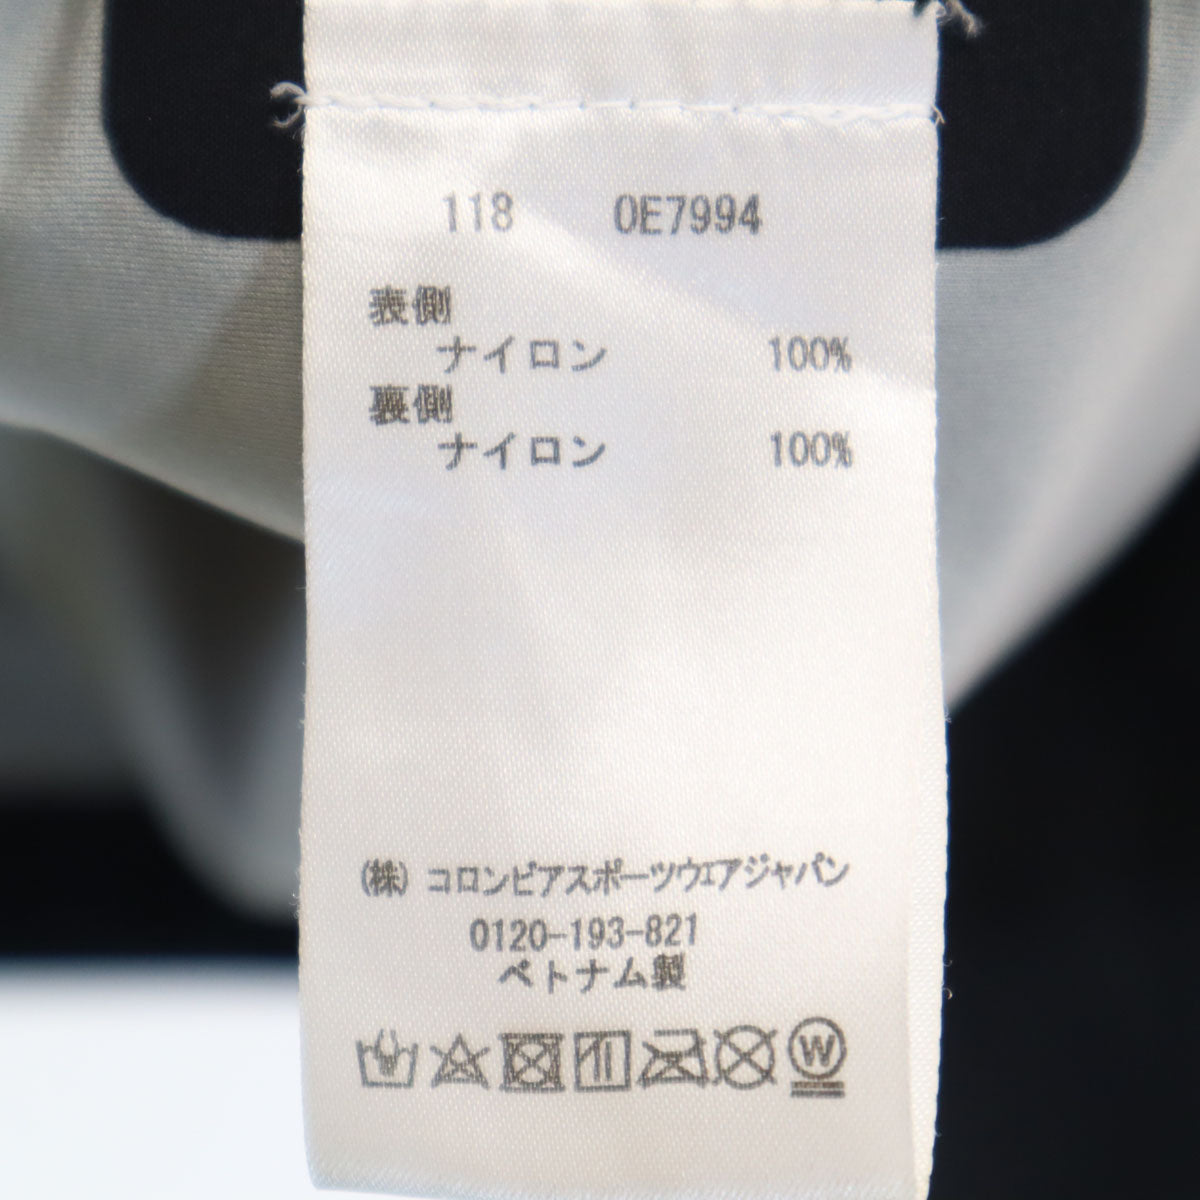 118 OE7994
表側
ナイロン 100%
裏側
ナイロン 100%
(株) コロンビアスポーツウェアジャパン
0120-193-821
ベトナム製
W